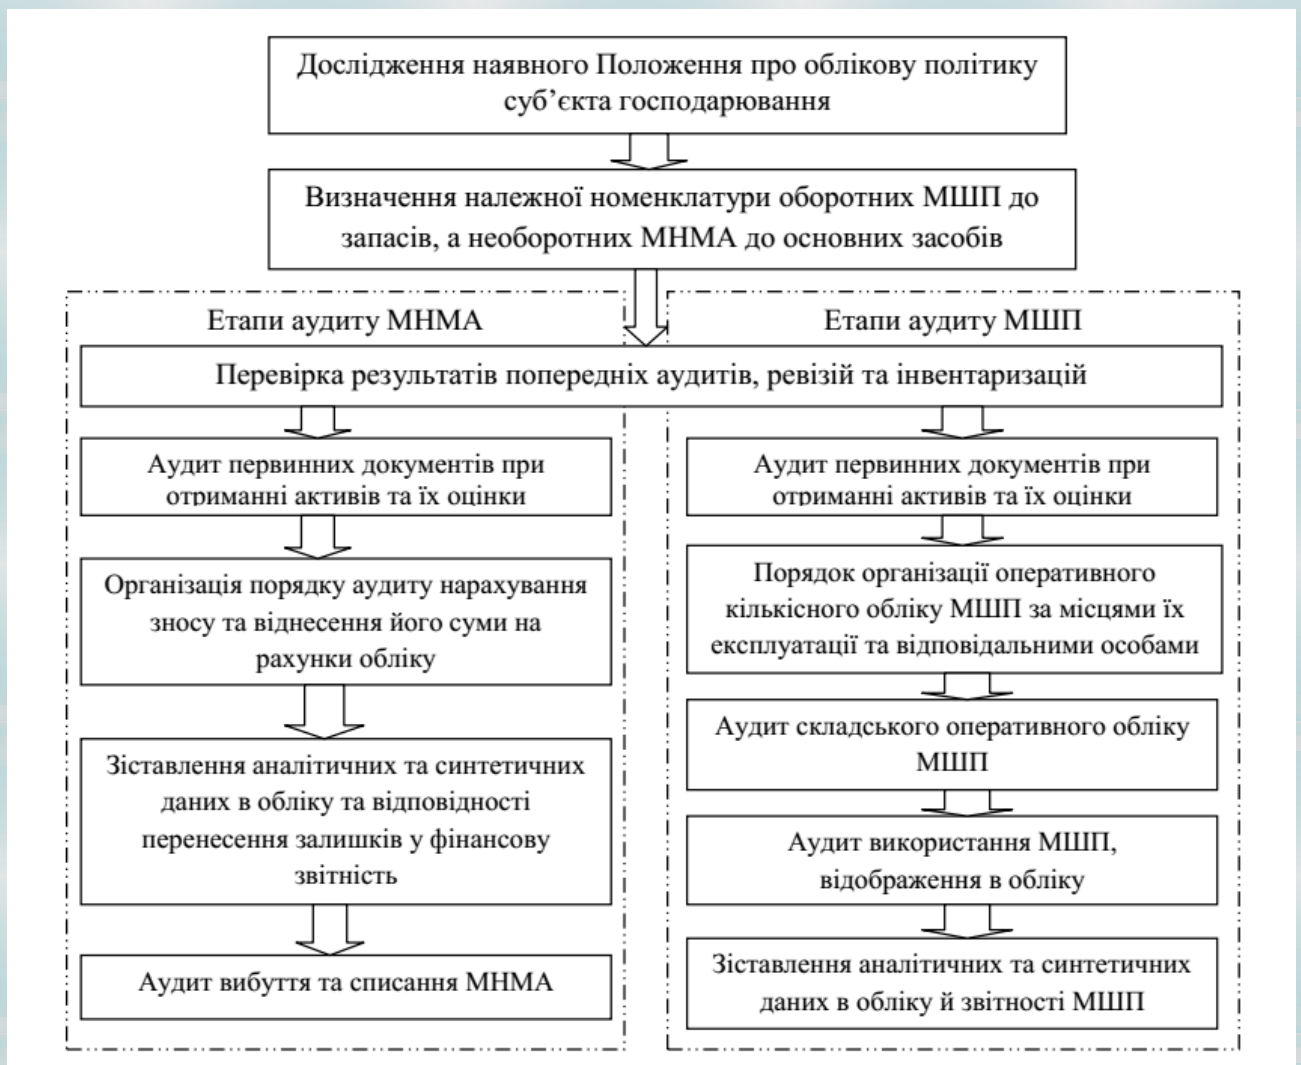 Дослідження наявного Положення про облікову політику
суб’єкта господарювання
Визначення належної номенклатури оборотних МШП до
запасів, а необоротних МНМА до основних засобів
Етапи аудиту МНМА
Етапи аудиту МШП
Перевірка результатів попередніх аудитів, ревізій та інвентаризацій
Аудит первинних документів при
отриманні активів та їх оцінки
Організація порядку аудиту нарахування
зносу та віднесення його суми на
рахунки обліку
Зіставлення аналітичних та синтетичних
даних в обліку та відповідності
перенесення залишків у фінансову
звітність
Аудит вибуття та списання МНМА
Аудит первинних документів при
отриманні активів та їх оцінки
Порядок організації оперативного
кількісного обліку МШП за місцями їх
експлуатації та відповідальними особами
Аудит складського оперативного обліку
МШП
Аудит використання МШП,
відображення в обліку
Зіставлення аналітичних та синтетичних
даних в обліку й звітності МШП